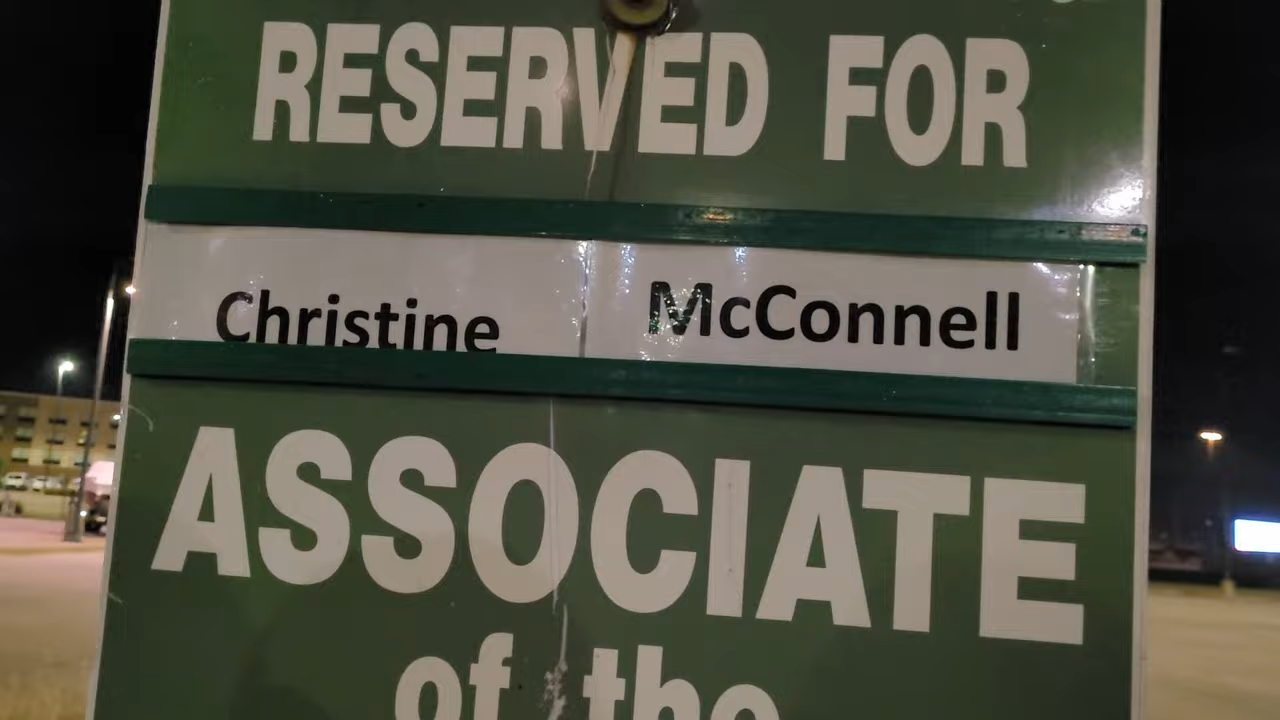 RESERVED FOR
Christine McConnell
ASSOCIATE
of the